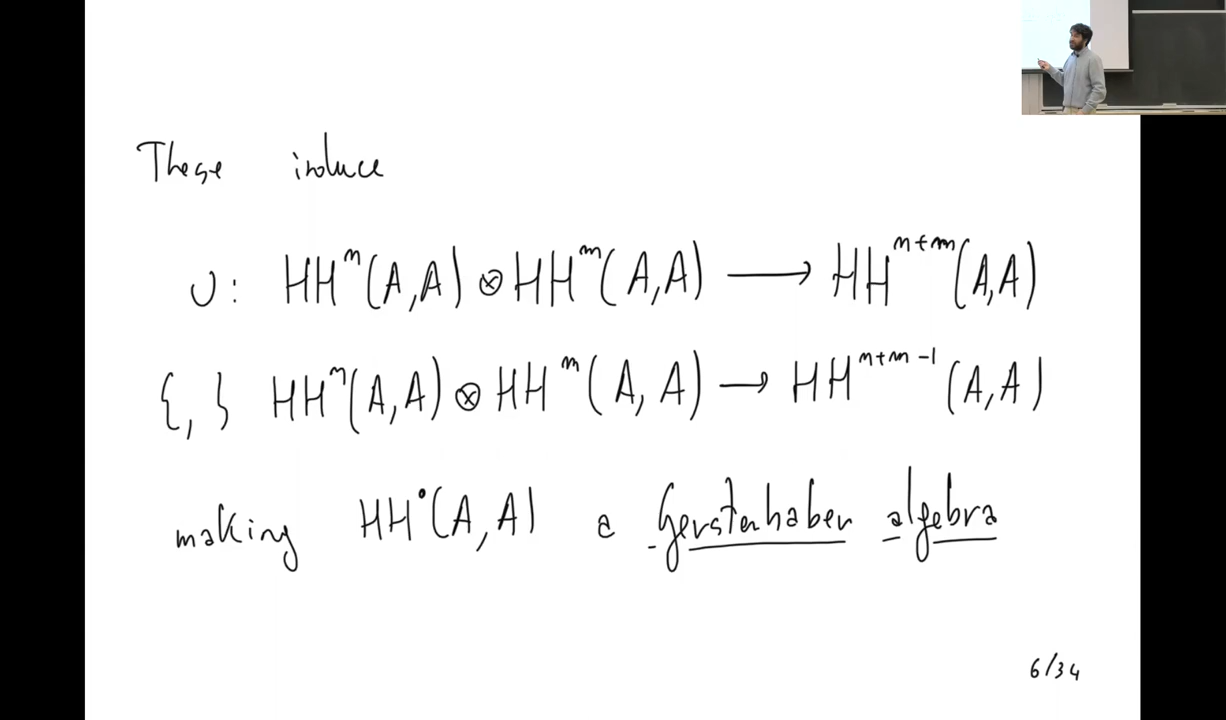 These induce
∪: HH^n(A,A) ⊗ HH^m(A,A) ⟶ HH^{n+m}(A,A)
{,} HH^n(A,A) ⊗ HH^m(A,A) ⟶ HH^{n+m-1}(A,A)
making HH^•(A,A) a Gerstenhaber algebra
6/34